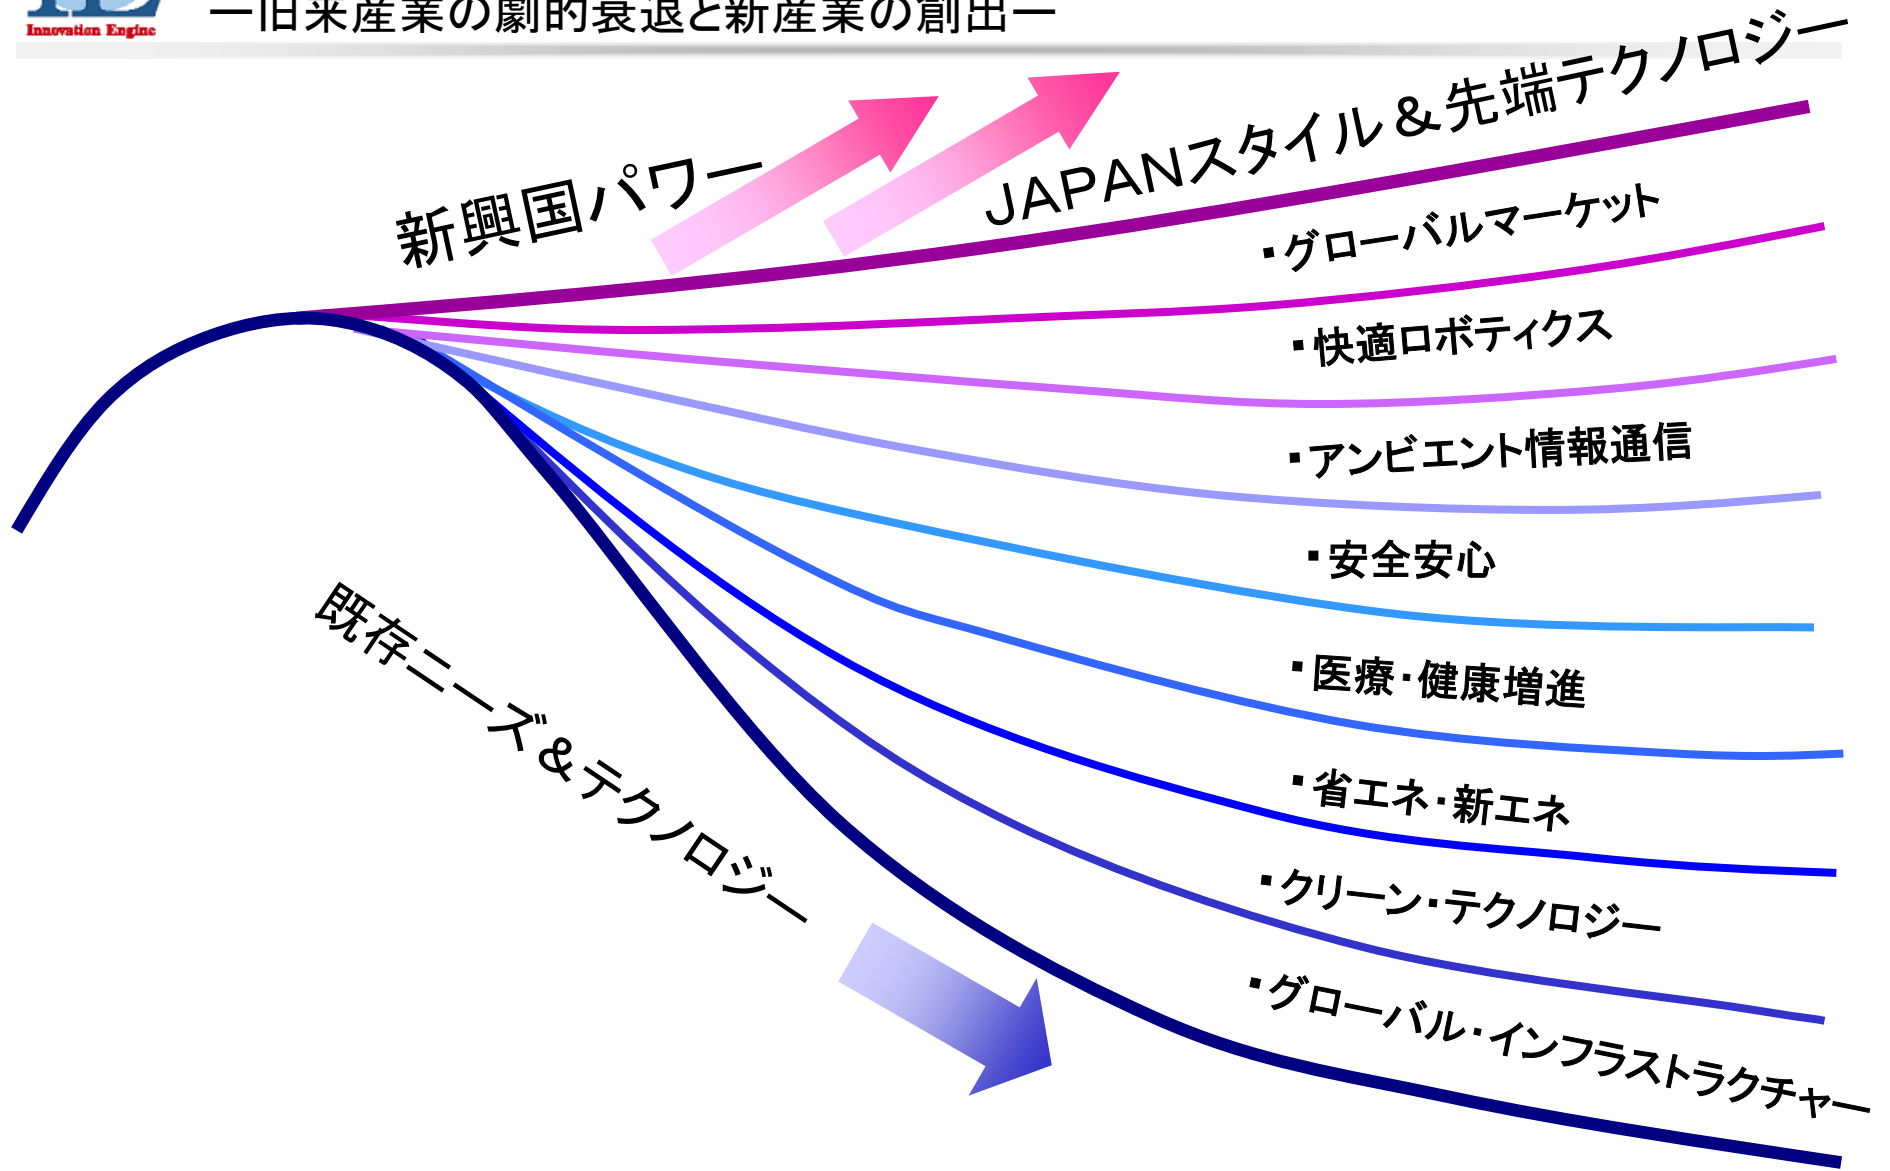 Innovation Engine
ー旧来産業の劇的衰退と新産業の創出ー
新興国パワー
JAPANスタイル＆先端テクノロジー
・グローバルマーケット
・快適ロボティクス
・アンビエント情報通信
・安全安心
・医療・健康増進
・省エネ・新エネ
・クリーン・テクノロジー
・グローバル・インフラストラクチャー
既存ニーズ＆テクノロジー